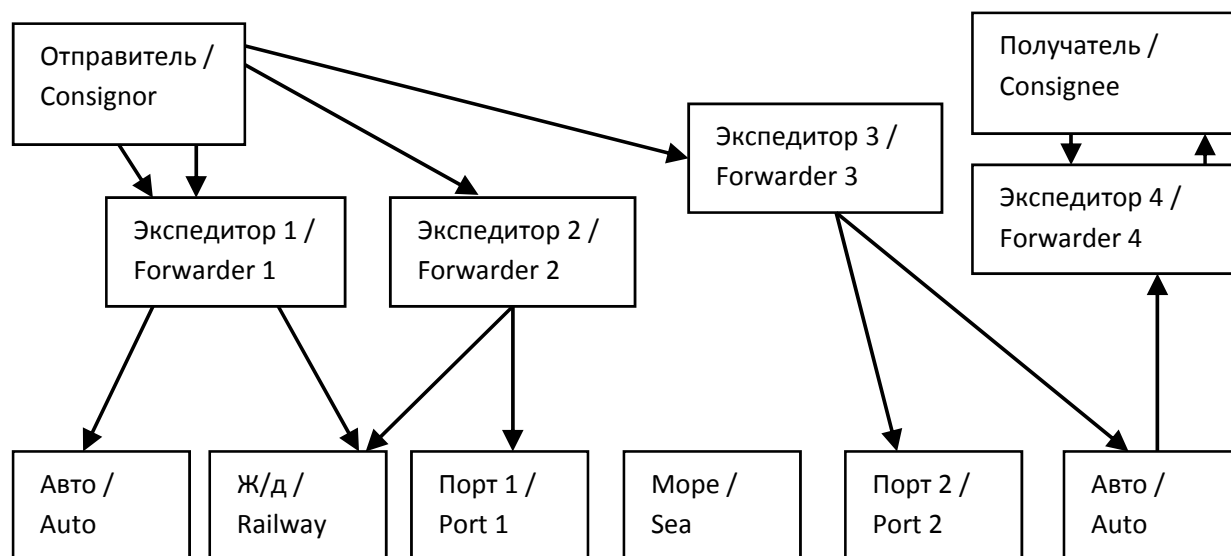 Отправитель /
Consignor
Получатель /
Consignee
Экспедитор 3 /
Forwarder 3
Экспедитор 1 /
Forwarder 1
Экспедитор 2 /
Forwarder 2
Экспедитор 4 /
Forwarder 4
Авто /
Auto
Ж/д /
Railway
Порт 1 /
Port 1
Море /
Sea
Порт 2 /
Port 2
Авто /
Auto